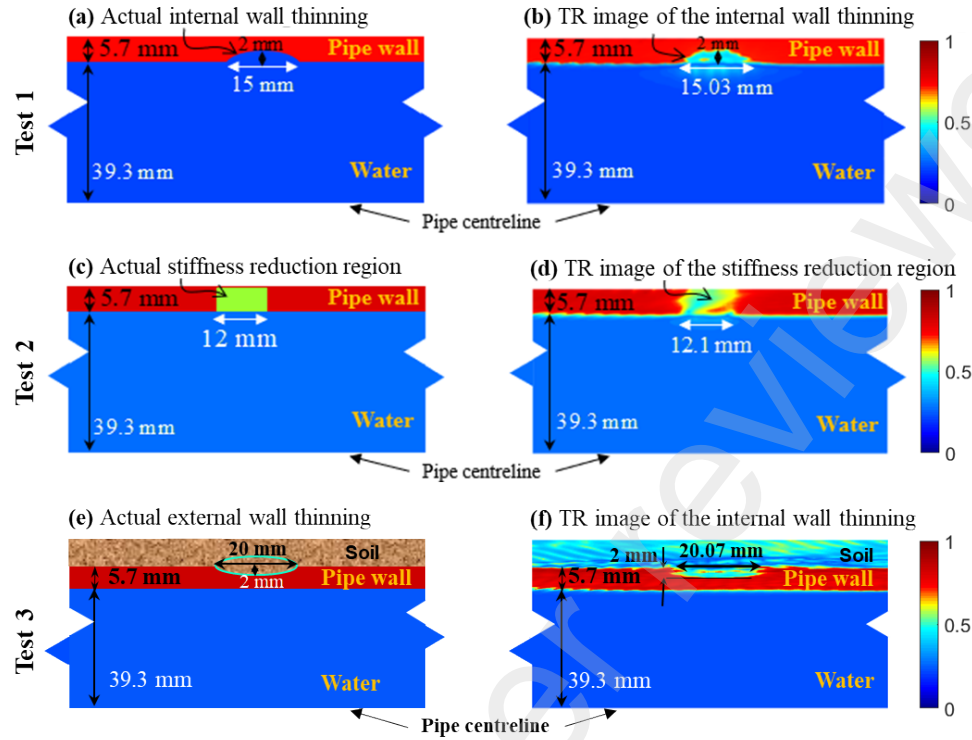 (a) Actual internal wall thinning
(b) TR image of the internal wall thinning
Test 1
5.7 mm
2 mm
Pipe wall
15 mm
39.3 mm
Water
5.7 mm
2 mm
Pipe wall
15.03 mm
39.3 mm
Water
1
0.5
0
Pipe centreline
(c) Actual stiffness reduction region
(d) TR image of the stiffness reduction region
Test 2
5.7 mm
Pipe wall
12 mm
39.3 mm
Water
5.7 mm
Pipe wall
12.1 mm
39.3 mm
Water
1
0.5
0
Pipe centreline
(e) Actual external wall thinning
(f) TR image of the internal wall thinning
Test 3
20 mm
Soil
5.7 mm
2 mm
Pipe wall
39.3 mm
Water
2 mm
20.07 mm
Soil
5.7 mm
Pipe wall
39.3 mm
Water
1
0.5
0
Pipe centreline
er review